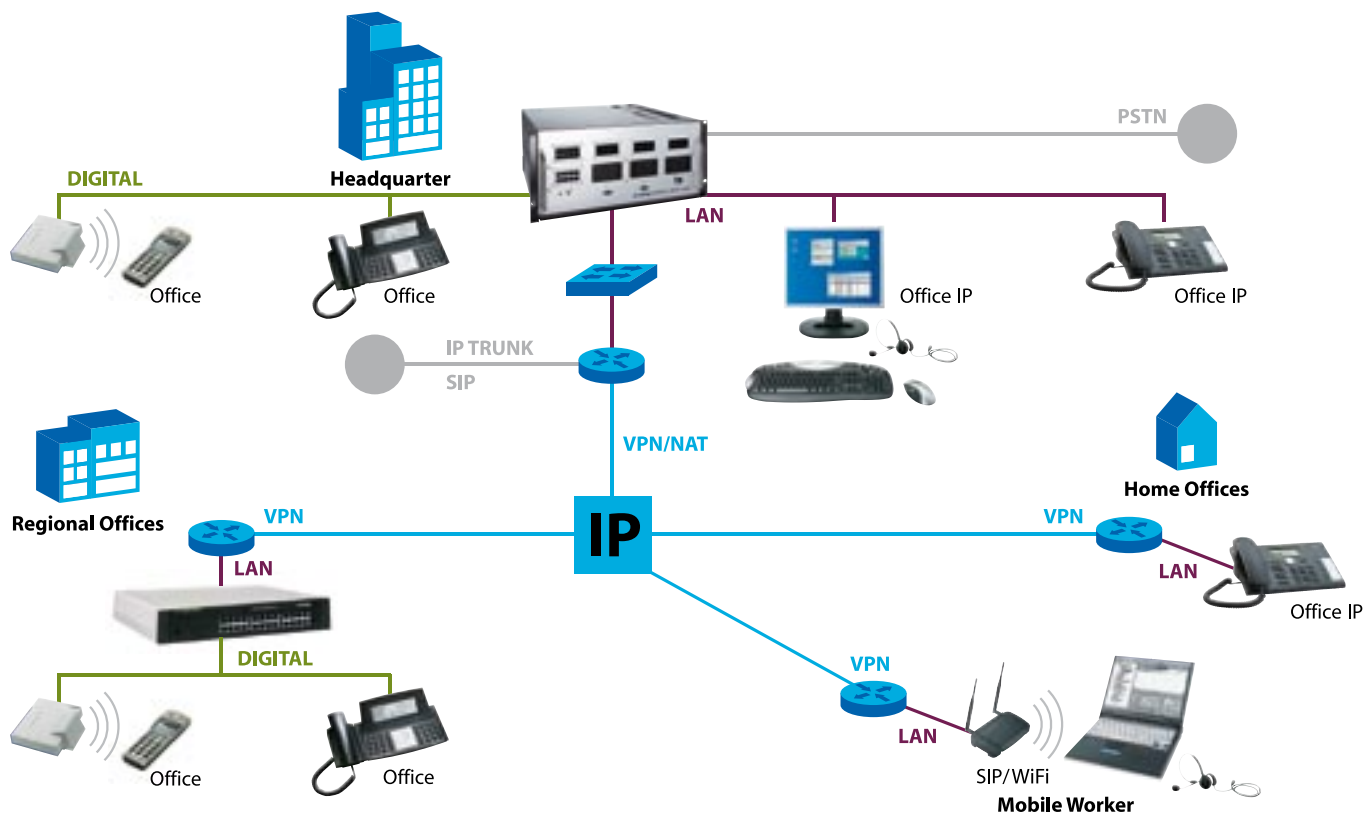 PSTN
DIGITAL
Headquarter
LAN
Office
Office
Office IP
Office IP
IP TRUNK
SIP
VPN/NAT
Regional Offices
Home Offices
VPN
IP
VPN
LAN
LAN
Office IP
DIGITAL
VPN
LAN
Office
Office
SIP/WiFi
Mobile Worker